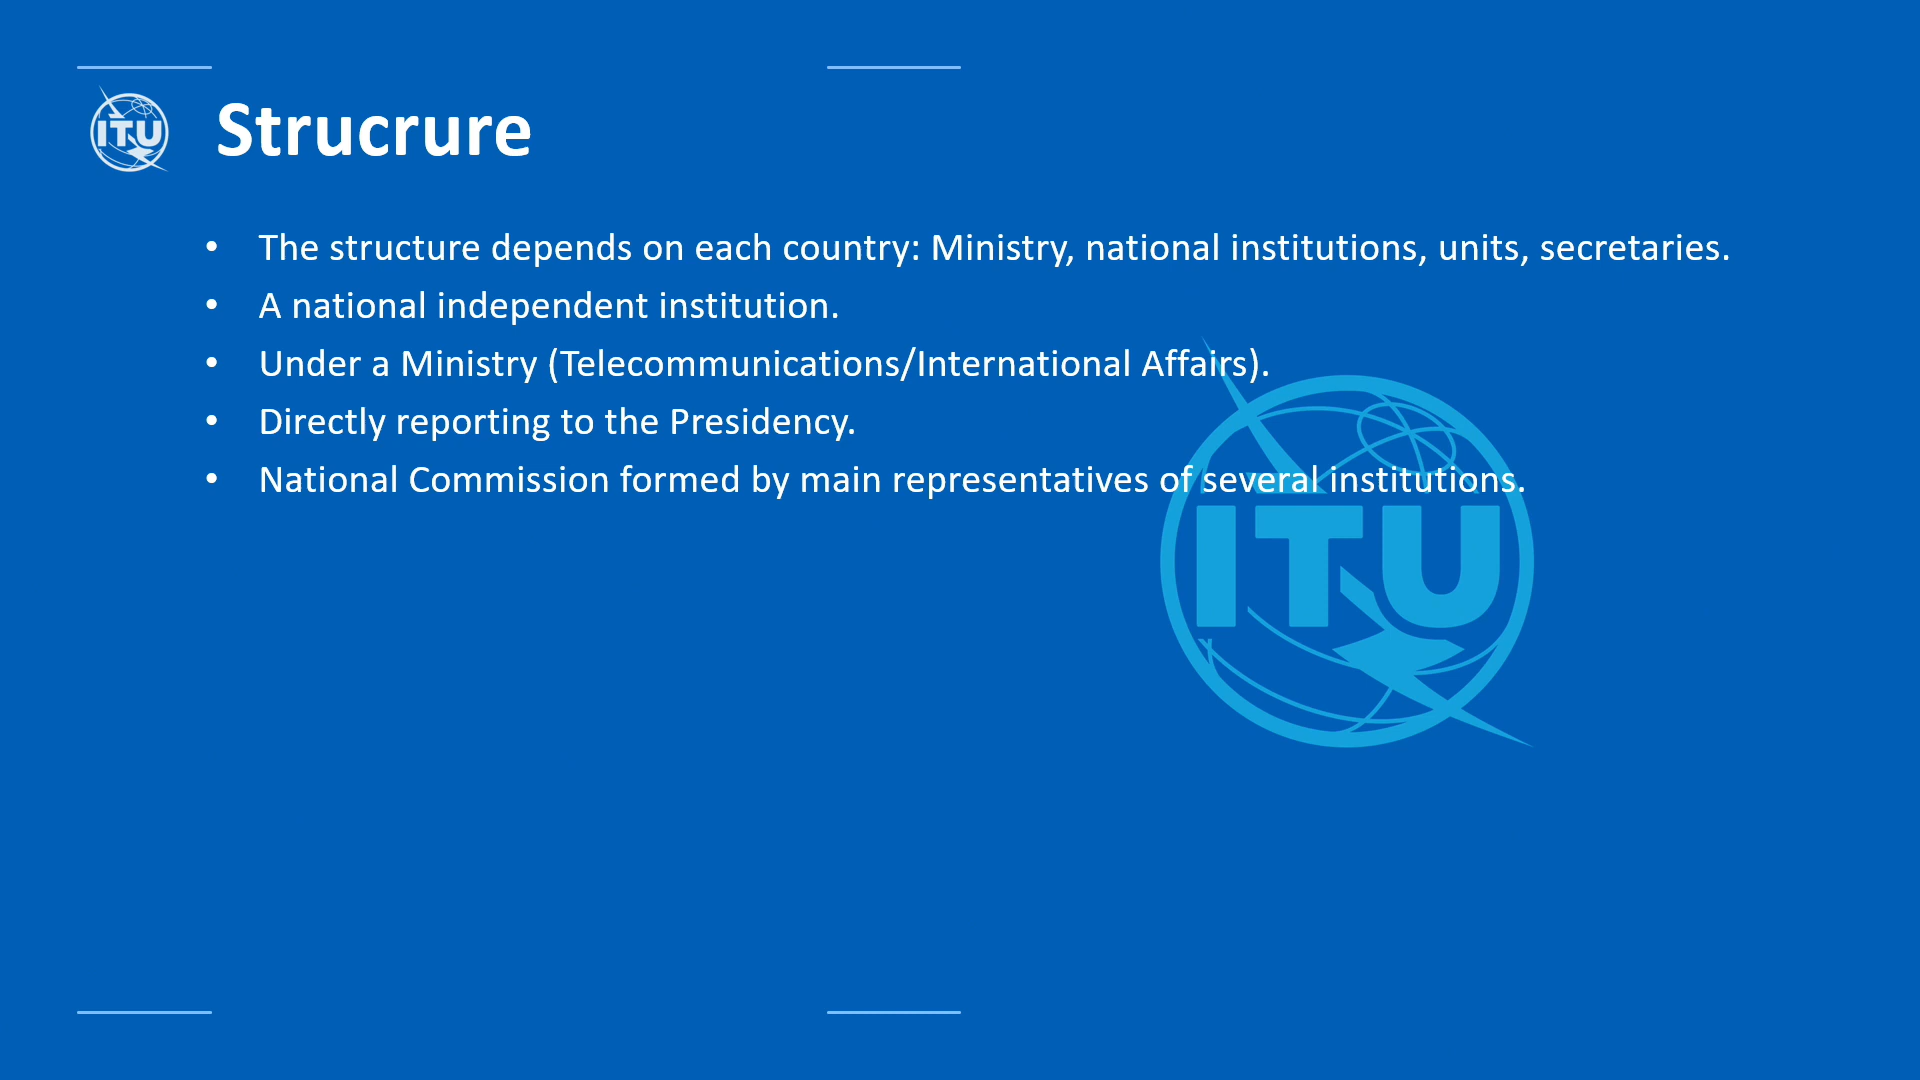 ITU
Strucrure
• The structure depends on each country: Ministry, national institutions, units, secretaries.
• A national independent institution.
• Under a Ministry (Telecommunications/International Affairs).
• Directly reporting to the Presidency.
• National Commission formed by main representatives of several institutions.
ITU